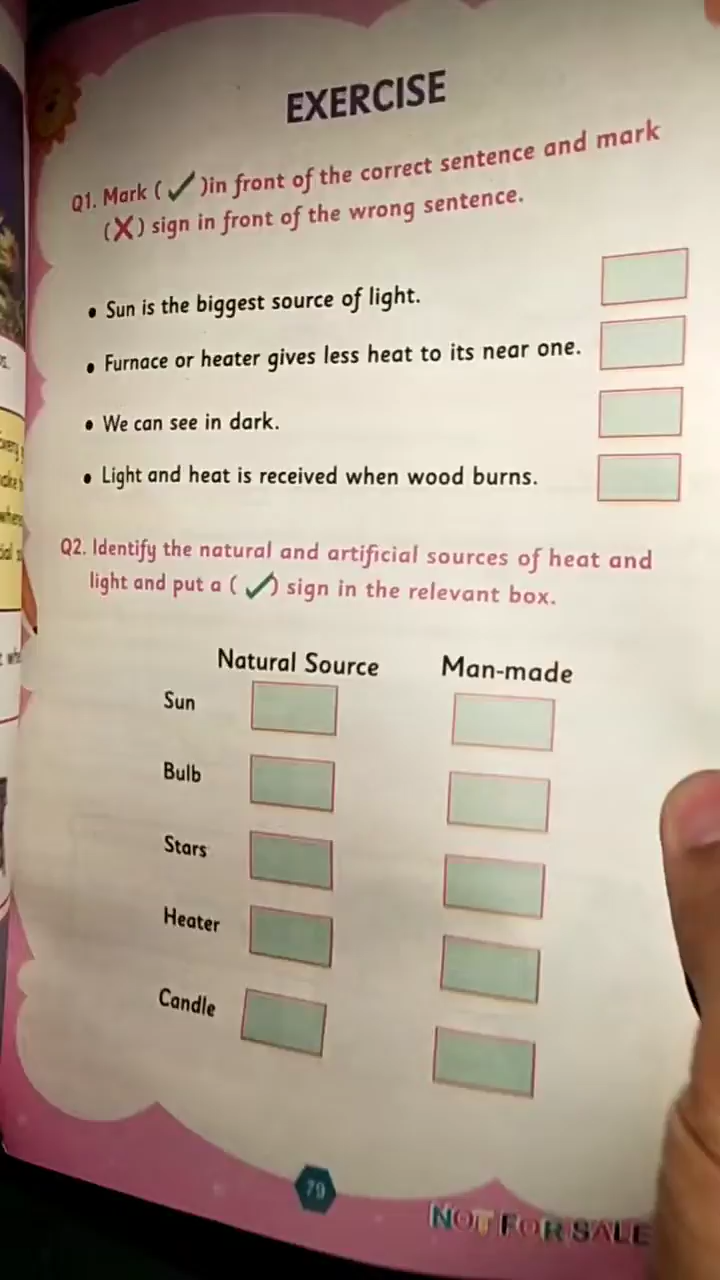 EXERCISE
Q1. Mark (✓)in front of the correct sentence and mark
(X) sign in front of the wrong sentence.
• Sun is the biggest source of light.
• Furnace or heater gives less heat to its near one.
• We can see in dark.
• Light and heat is received when wood burns.
Q2. Identify the natural and artificial sources of heat and
light and put a (✓) sign in the relevant box.
Natural Source Man-made
Sun
Bulb
Stars
Heater
Candle
79
NOT FOR SALE